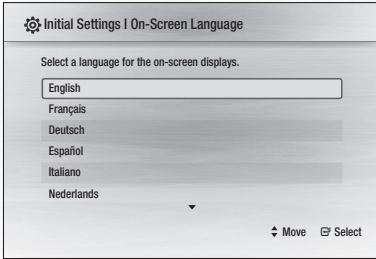 Initial Settings I On-Screen Language
Select a language for the on-screen displays.
English
Français
Deutsch
Español
Italiano
Nederlands
Move Select